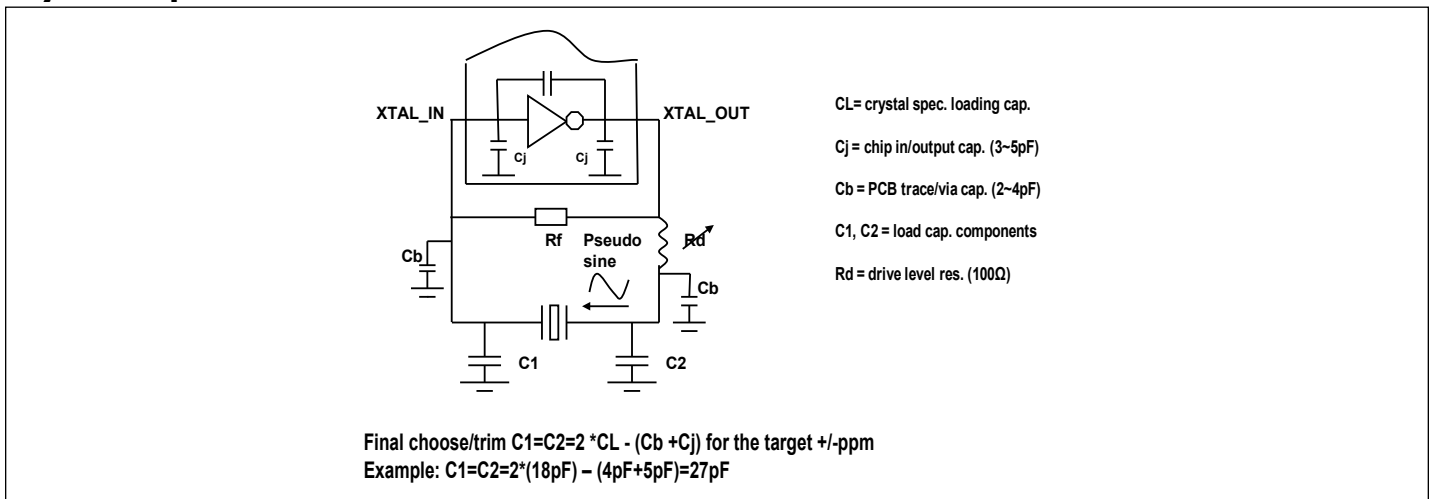 XTAL_IN
XTAL_OUT
Cj
Cj
Rf
Pseudo
sine
Rd
Cb
Cb
C1
C2
CL= crystal spec. loading cap.
Cj = chip in/output cap. (3~5pF)
Cb = PCB trace/via cap. (2~4pF)
C1, C2 = load cap. components
Rd = drive level res. (100Ω)
Final choose/trim C1=C2=2 *CL - (Cb +Cj) for the target +/-ppm
Example: C1=C2=2*(18pF) – (4pF+5pF)=27pF